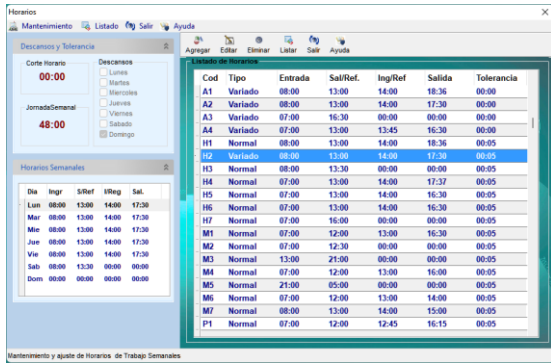 Horarios
Mantenimiento Listado Salir Ayuda
Descansos y Tolerancia
Corte Horario
00:00
JornadaSemanal
48:00
Descansos
Lunes
Martes
Miercoles
Jueves
Viernes
Sabado
Domingo
Horarios Semanales
Dia Ingr S/Ref I/Reg Sal.
Lun 08:00 13:00 14:00 17:30
Mar 08:00 13:00 14:00 17:30
Mie 08:00 13:00 14:00 17:30
Jue 08:00 13:00 14:00 17:30
Vie 08:00 13:00 14:00 17:30
Sab 08:00 13:30 00:00 00:00
Dom 00:00 00:00 00:00 00:00
Agregar Editar Eliminar Listar Salir Ayuda
Listado de Horarios
Cod Tipo Entrada Sal/Ref. Ing/Ref Salida Tolerancia
A1 Variado 08:00 13:00 14:00 18:36 00:05
A2 Variado 08:00 13:00 14:00 17:30 00:05
A3 Variado 07:00 16:30 00:00 00:00 00:05
A4 Variado 07:00 13:00 13:45 16:30 00:00
H1 Normal 08:00 13:00 14:00 18:36 00:05
H2 Variado 08:00 13:00 14:00 17:30 00:05
H3 Normal 08:00 13:30 00:00 00:00 00:05
H4 Normal 07:00 13:00 14:00 17:37 00:05
H5 Normal 07:00 13:00 14:00 16:30 00:05
H6 Normal 07:00 13:00 14:00 16:30 00:05
H7 Normal 07:00 16:00 00:00 00:00 00:05
M1 Normal 07:00 12:00 13:00 16:30 00:05
M2 Normal 07:00 12:30 00:00 00:00 00:05
M3 Normal 13:00 21:00 00:00 00:00 00:05
M4 Normal 07:00 12:00 13:00 16:00 00:05
M5 Normal 21:00 05:00 00:00 00:00 00:05
M6 Normal 07:00 12:00 13:00 14:00 00:05
M7 Normal 08:00 13:00 14:00 15:00 00:05
P1 Normal 07:00 12:00 12:45 16:15 00:05
Mantenimiento y ajuste de Horarios de Trabajo Semanales